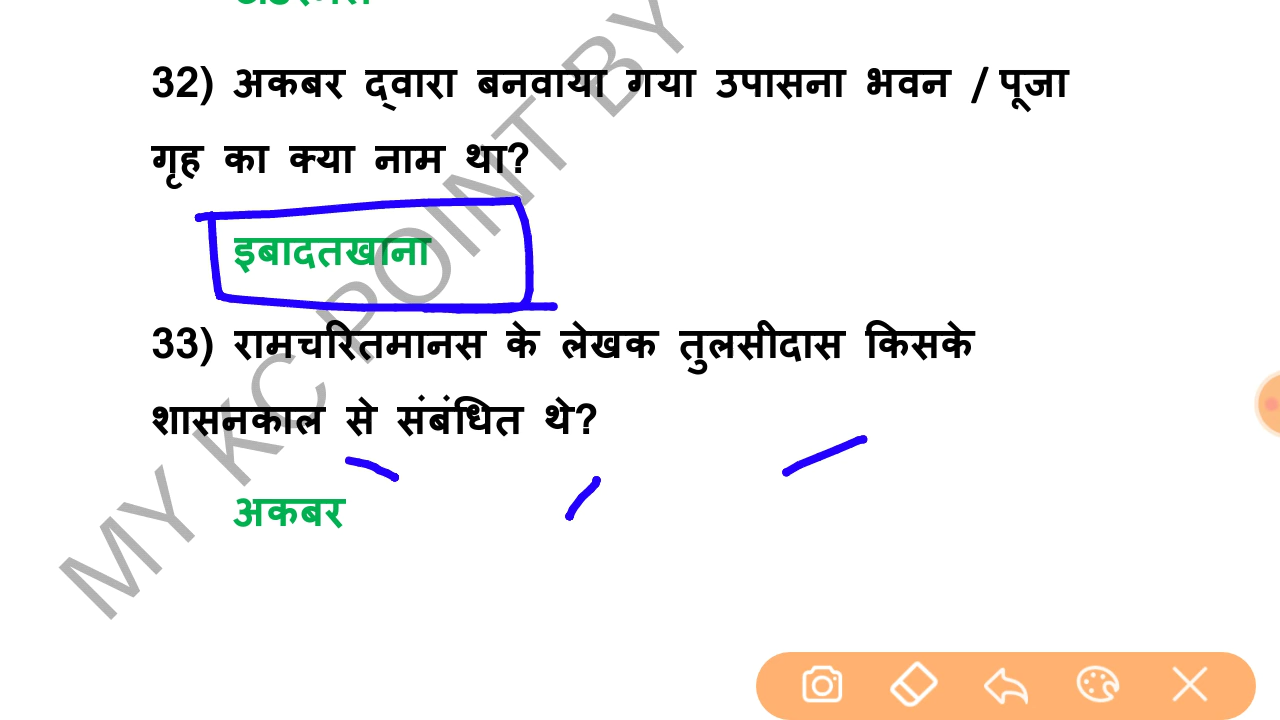 32) अकबर द्वारा बनवाया गया उपासना भवन / पूजा
गृह का क्या नाम था?
इबादतखाना
33) रामचरितमानस के लेखक तुलसीदास किसके
शासनकाल से संबंधित थे?
अकबर
MY KC POINT BY